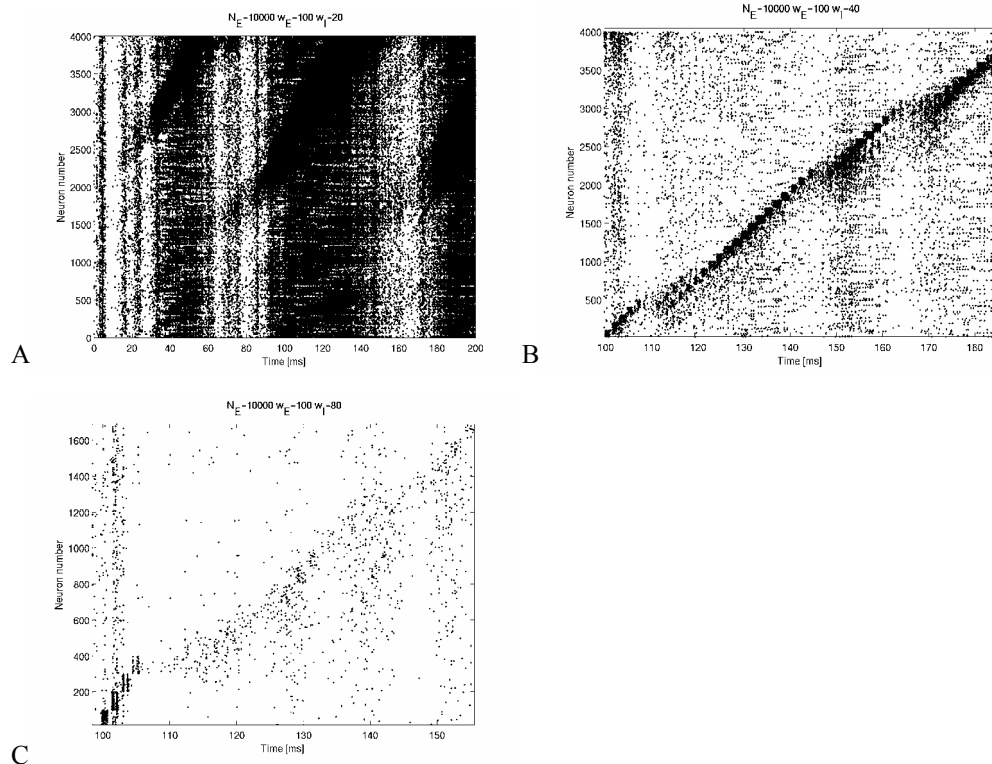 N_E-10000 w_E-100 w_I-20
4000
3500
3000
2500
2000
1500
1000
500
0
Neuron number
0 20 40 60 80 100 120 140 160 180 200
Time [ms]
A
N_E-10000 w_E-100 w_I-40
4000
3500
3000
2500
2000
1500
1000
500
Neuron number
100 110 120 130 140 150 160 170 180
Time [ms]
B
N_E-10000 w_E-100 w_I-80
1600
1400
1200
1000
800
600
400
200
Neuron number
100 110 120 130 140 150
Time [ms]
C